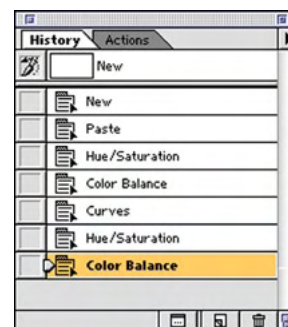 History Actions
New
New
Paste
Hue/Saturation
Color Balance
Curves
Hue/Saturation
Color Balance